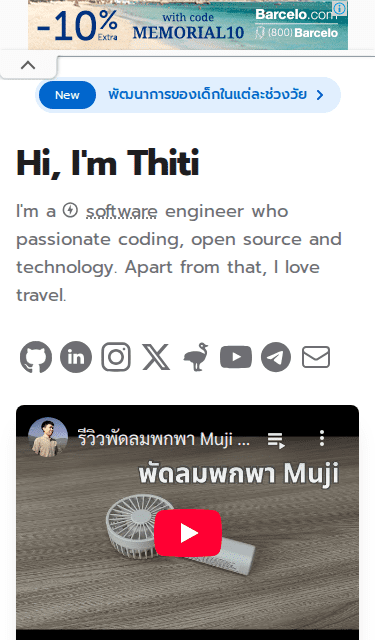 -10%
Extra
with code
MEMORIAL10
Barcelo.com
(800) Barcelo
New
พัฒนาการของเด็กในแต่ละช่วงวัย
Hi, I'm Thiti
I'm a software engineer who
passionate coding, open source and
technology. Apart from that, I love
travel.
รีวิวพัดลมพกพา Muji ...
พัดลมพกพา Muji